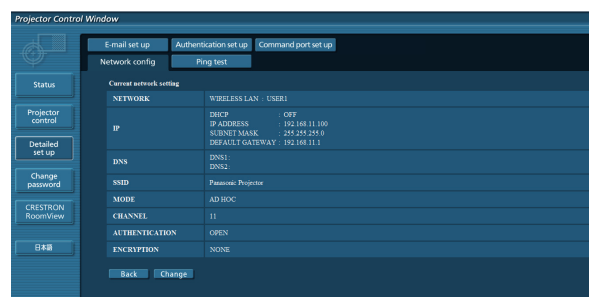 Projector Control Window
E-mail set up
Authentication set up
Command port set up
Network config
Ping test
Status
Projector control
Detailed set up
Change password
CRESTRON RoomView
日本語
Current network setting
NETWORK WIRELESS LAN : USER1
IP
DHCP : OFF
IP ADDRESS : 192.168.11.100
SUBNET MASK : 255.255.255.0
DEFAULT GATEWAY : 192.168.11.1
DNS
DNS1:
DNS2:
SSID Panasonic Projector
MODE AD HOC
CHANNEL 11
AUTHENTICATION OPEN
ENCRYPTION NONE
Back Change